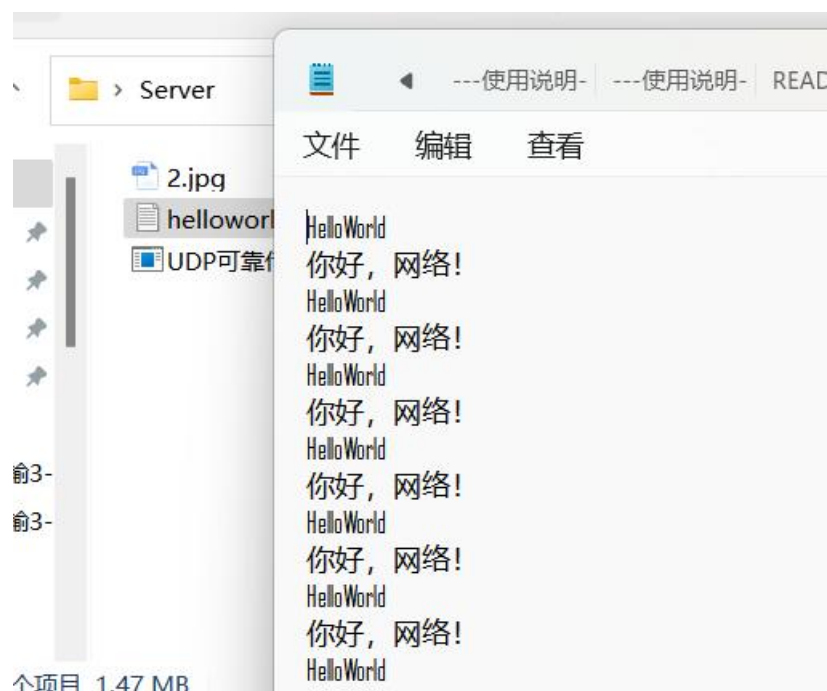 Server
2.jpg
hellowor
UDP可靠
个项目 1.47 MB
---使用说明- ---使用说明- READ
文件 编辑 查看
HelloWorld
你好，网络！
HelloWorld
你好，网络！
HelloWorld
你好，网络！
HelloWorld
你好，网络！
HelloWorld
你好，网络！
HelloWorld
你好，网络！
HelloWorld